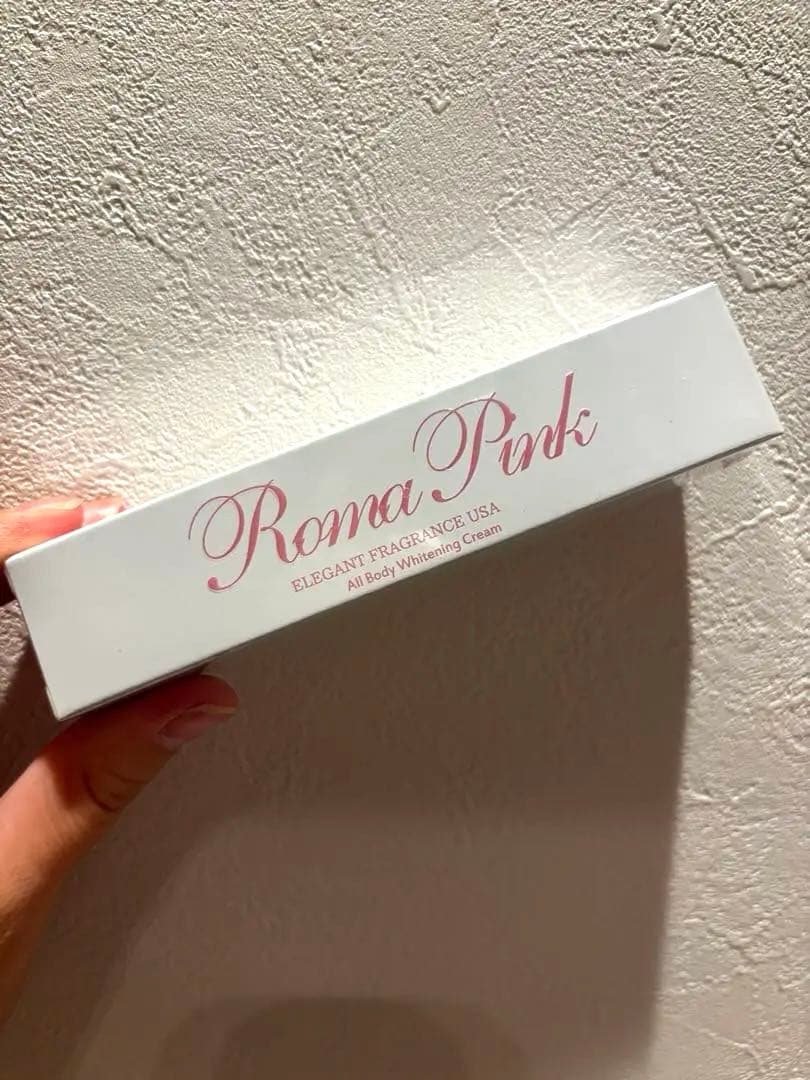 Roma Pink
ELEGANT FRAGRANCE USA
All Body Whitening Cream